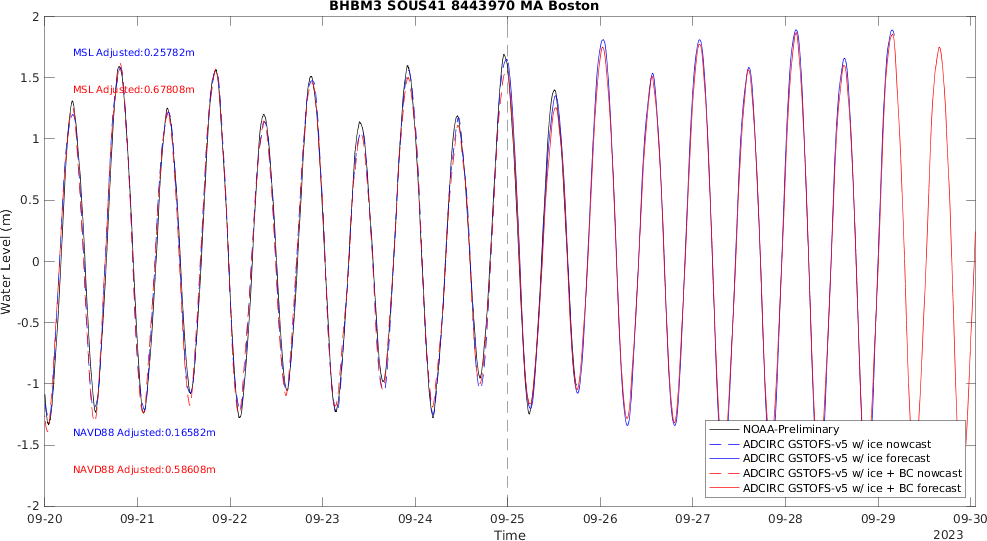 BHBM3 SOUS41 8443970 MA Boston
2
MSL Adjusted:0.25782m
1.5
MSL Adjusted:0.67808m
1
0.5
Water Level (m)
0
-0.5
-1
NAVD88 Adjusted:0.16582m
NOAA-Preliminary
-1.5
ADCIRC GSTOFS-v5 w/ ice nowcast
ADCIRC GSTOFS-v5 w/ ice forecast
NAVD88 Adjusted:0.58608m
ADCIRC GSTOFS-v5 w/ ice + BC nowcast
ADCIRC GSTOFS-v5 w/ ice + BC forecast
-2
09-20 09-21 09-22 09-23 09-24 09-25 09-26 09-27 09-28 09-29 09-30
Time
2023